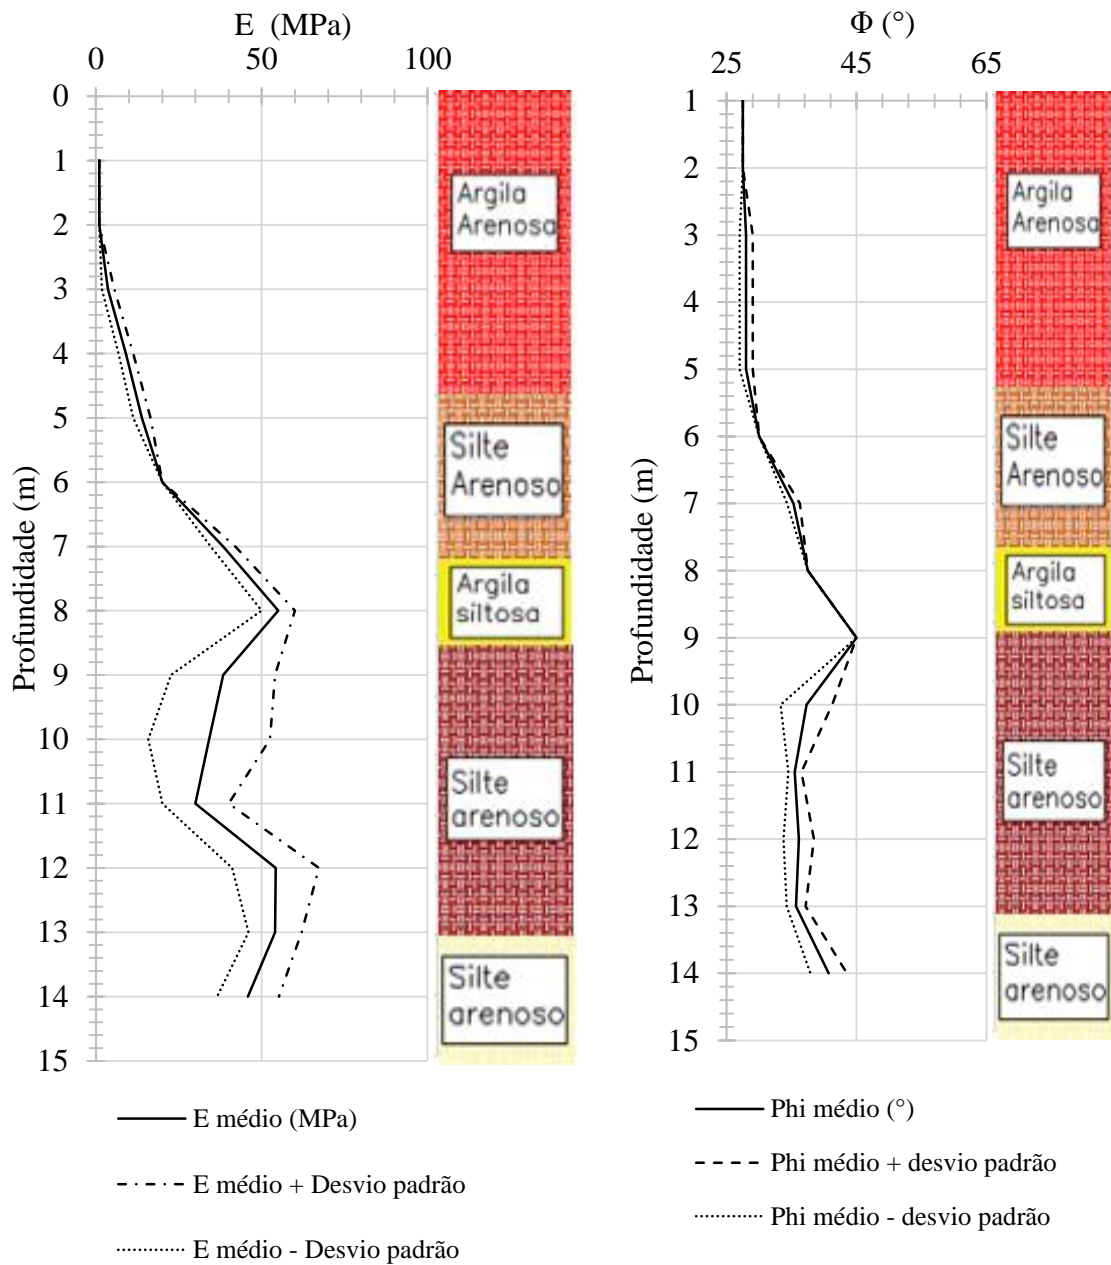 E (MPa)
0 50 100
0
1
2
3
4
5
6
7
8
9
10
11
12
13
14
15
Profundidade (m)
Argila
Arenosa
Silte
Arenoso
Argila
siltosa
Silte
arenoso
Silte
arenoso
E médio (MPa)
E médio + Desvio padrão
E médio - Desvio padrão
Φ (°)
25 45 65
1
2
3
4
5
6
7
8
9
10
11
12
13
14
15
Profundidade (m)
Argila
Arenosa
Silte
Arenoso
Argila
siltosa
Silte
arenoso
Silte
arenoso
Phi médio (°)
Phi médio + desvio padrão
Phi médio - desvio padrão